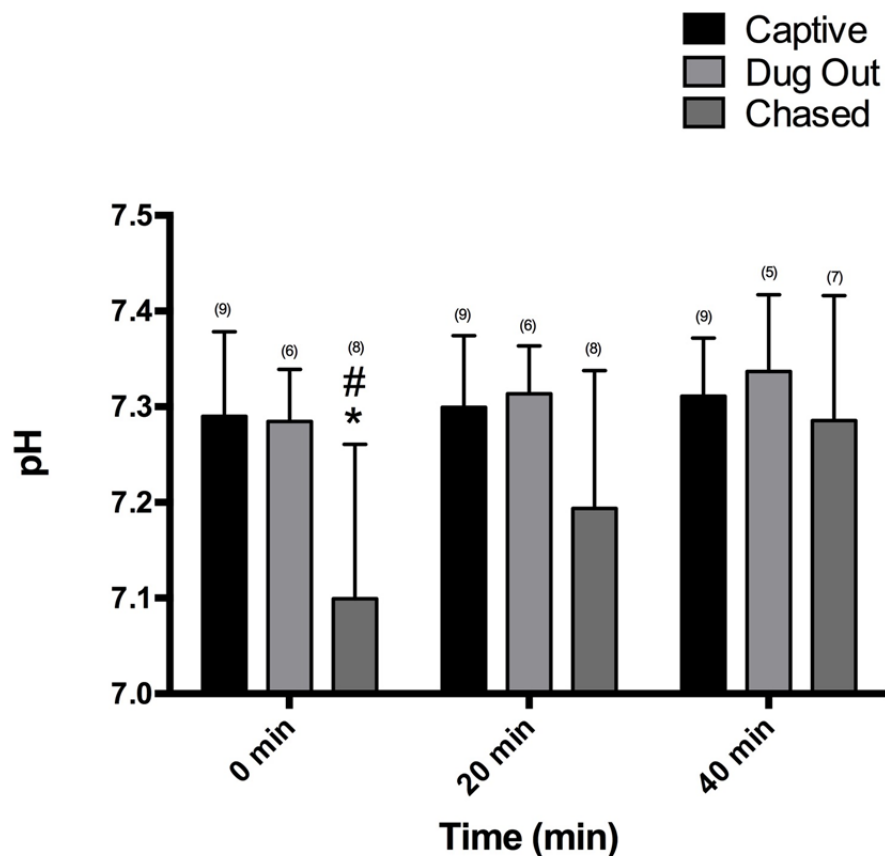 Captive
Dug Out
Chased
7.5
7.4
7.3
7.2
7.1
7.0
pH
(9)
(6)
(8)
#
*
(9)
(6)
(8)
(9)
(5)
(7)
0 min
20 min
40 min
Time (min)